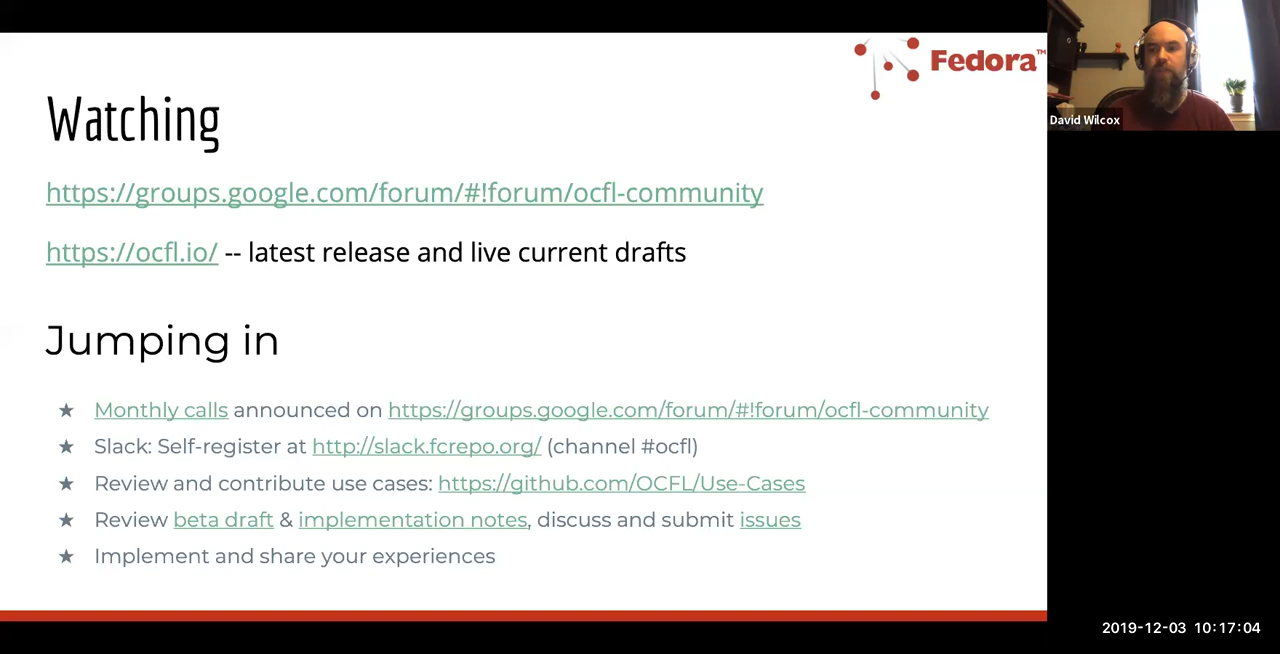 Fedora™
Watching
https://groups.google.com/forum/#!forum/ocfl-community
https://ocfl.io/ -- latest release and live current drafts
Jumping in
★ Monthly calls announced on https://groups.google.com/forum/#!forum/ocfl-community
★ Slack: Self-register at http://slack.fcrepo.org/ (channel #ocfl)
★ Review and contribute use cases: https://github.com/OCFL/Use-Cases
★ Review beta draft & implementation notes, discuss and submit issues
★ Implement and share your experiences
David Wilcox
2019-12-03 10:17:04